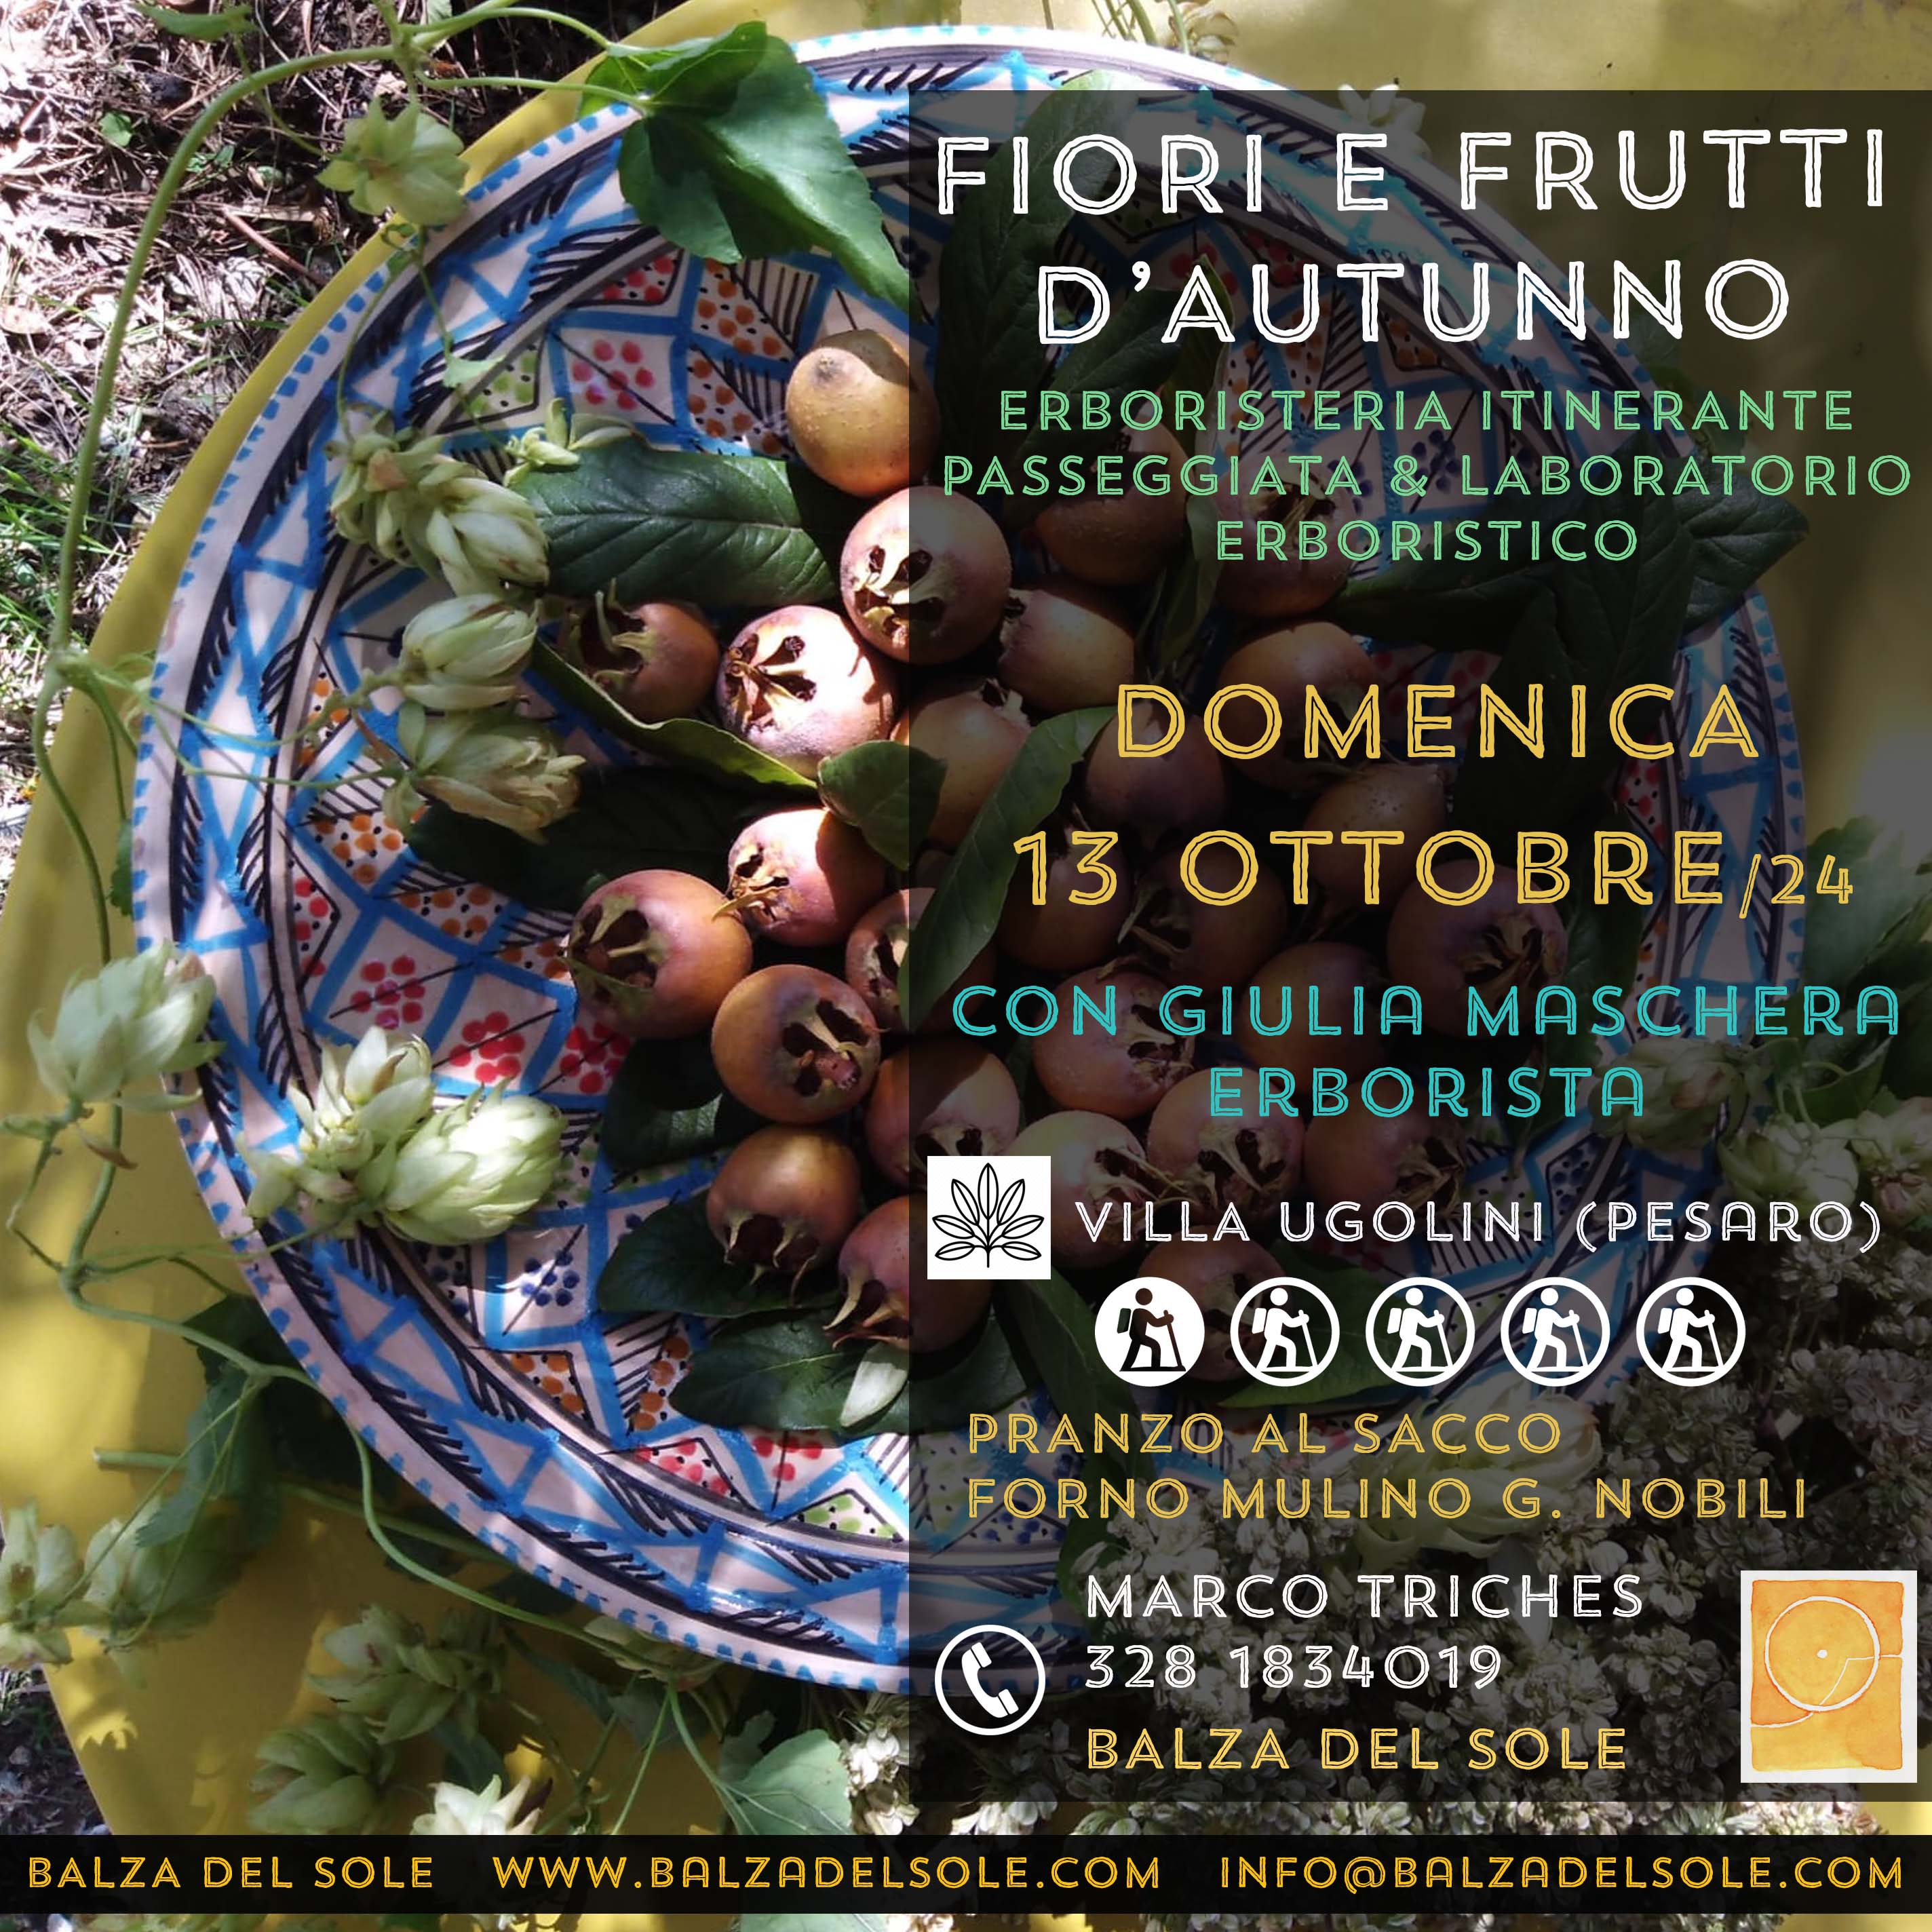 FIORI E FRUTTI
D'AUTUNNO
ERBORISTERIA ITINERANTE
PASSEGGIATA & LABORATORIO
ERBORISTICO
DOMENICA
13 OTTOBRE/24
CON GIULIA MASCHERA
ERBORISTA
VILLA UGOLINI (PESARO)
PRANZO AL SACCO
FORNO MULINO G. NOBILI
MARCO TRICHES
328 1834019
BALZA DEL SOLE
BALZA DEL SOLE WWW.BALZADELSOLE.COM INFO@BALZADELSOLE.COM